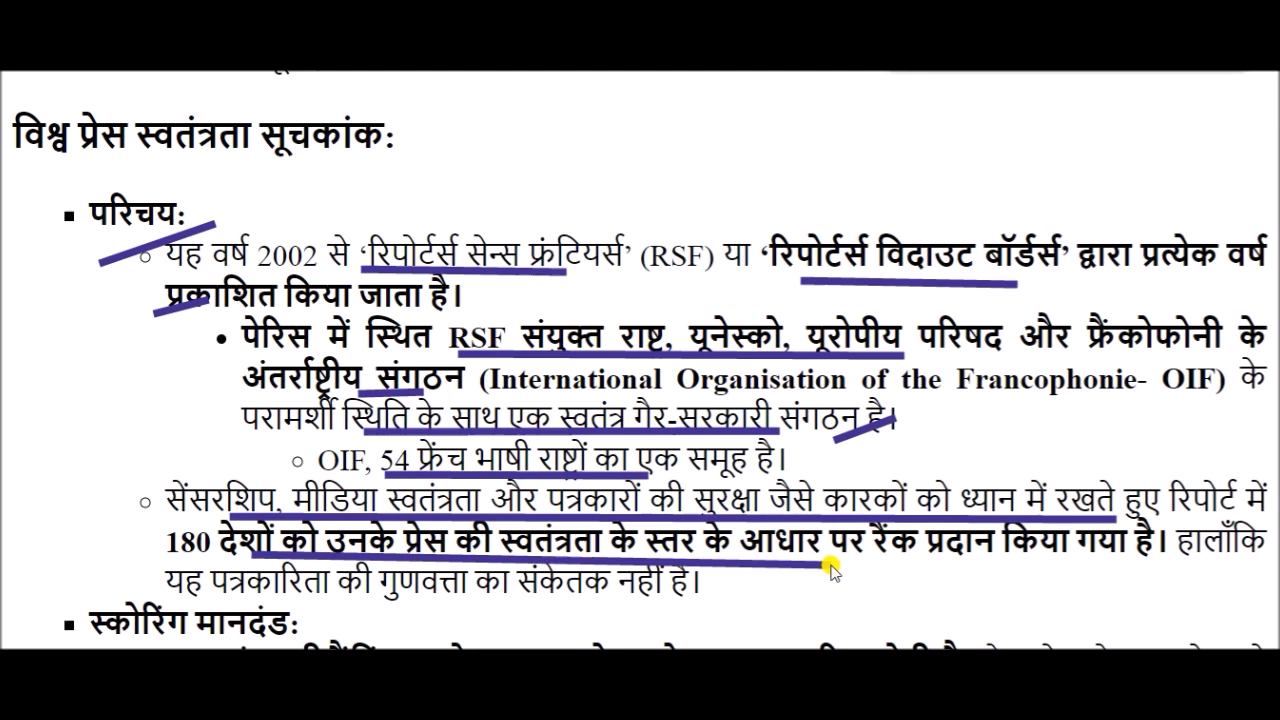 विश्व प्रेस स्वतंत्रता सूचकांक:
▪ परिचय:
○ यह वर्ष 2002 से ‘रिपोर्टर्स सेन्स फ्रंटियर्स’ (RSF) या ‘रिपोर्टर्स विदाउट बॉर्डर्स’ द्वारा प्रत्येक वर्ष
प्रकाशित किया जाता है।
• पेरिस में स्थित RSF संयुक्त राष्ट्र, यूनेस्को, यूरोपीय परिषद और फ्रैंकोफोनी के
अंतर्राष्ट्रीय संगठन (International Organisation of the Francophonie- OIF) के
परामर्शी स्थिति के साथ एक स्वतंत्र गैर-सरकारी संगठन है।
○ OIF, 54 फ्रेंच भाषी राष्ट्रों का एक समूह है।
○ सेंसरशिप, मीडिया स्वतंत्रता और पत्रकारों की सुरक्षा जैसे कारकों को ध्यान में रखते हुए रिपोर्ट में
180 देशों को उनके प्रेस की स्वतंत्रता के स्तर के आधार पर रैंक प्रदान किया गया है। हालाँकि
यह पत्रकारिता की गुणवत्ता का संकेतक नहीं है।
▪ स्कोरिंग मानदंड: